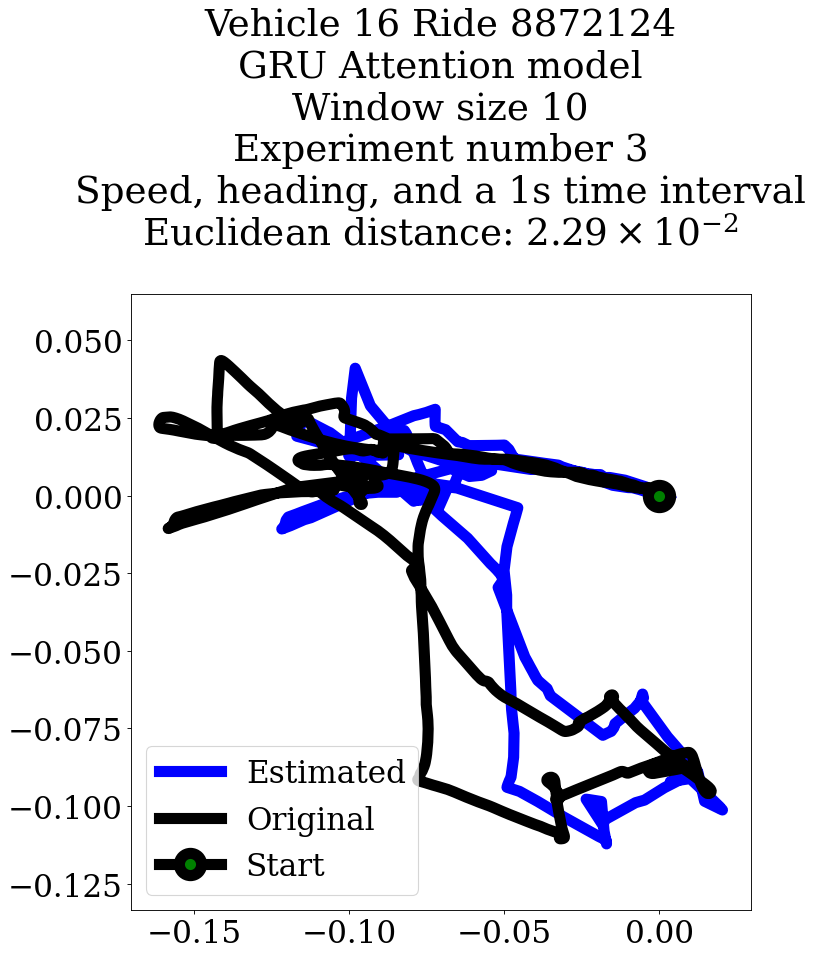 Vehicle 16 Ride 8872124
GRU Attention model
Window size 10
Experiment number 3
Speed, heading, and a 1s time interval
Euclidean distance: 2.29 × 10⁻²
0.050
0.025
0.000
−0.025
−0.050
−0.075
−0.100
−0.125
Estimated
Original
Start
−0.15 −0.10 −0.05 0.00